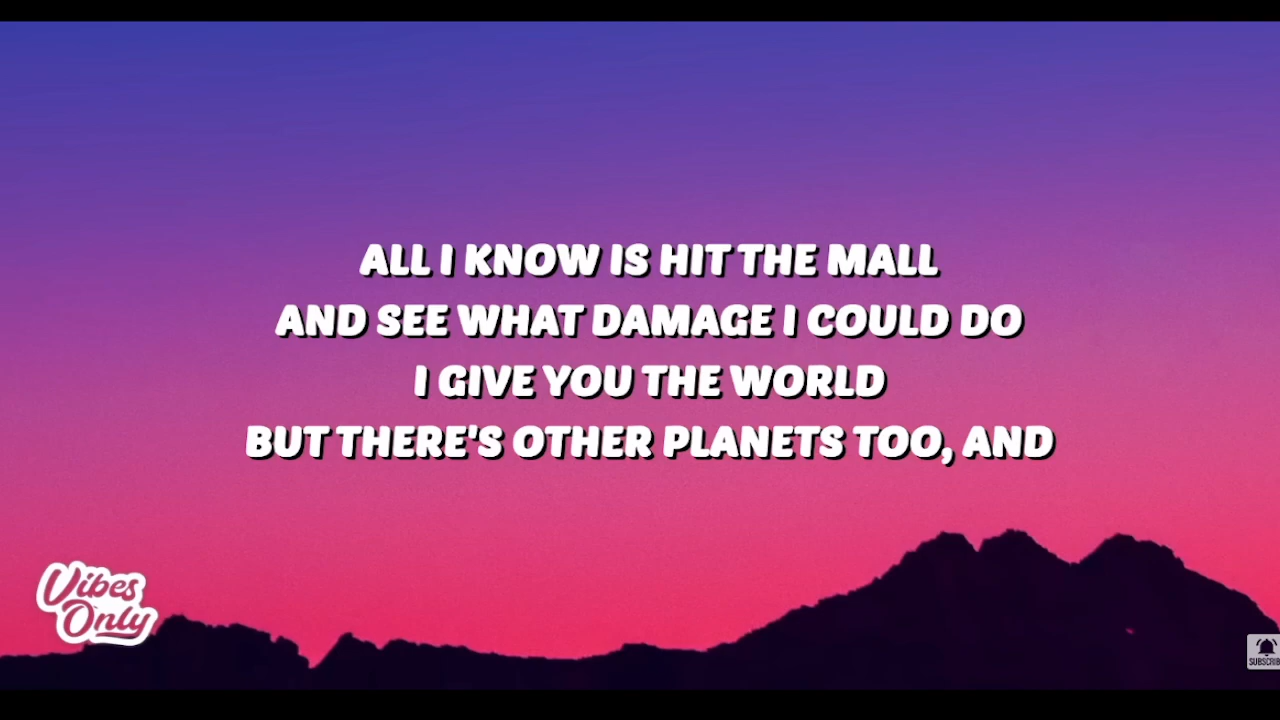 ALL I KNOW IS HIT THE MALL
AND SEE WHAT DAMAGE I COULD DO
I GIVE YOU THE WORLD
BUT THERE'S OTHER PLANETS TOO, AND
Vibes
Only
SUBSCRIB